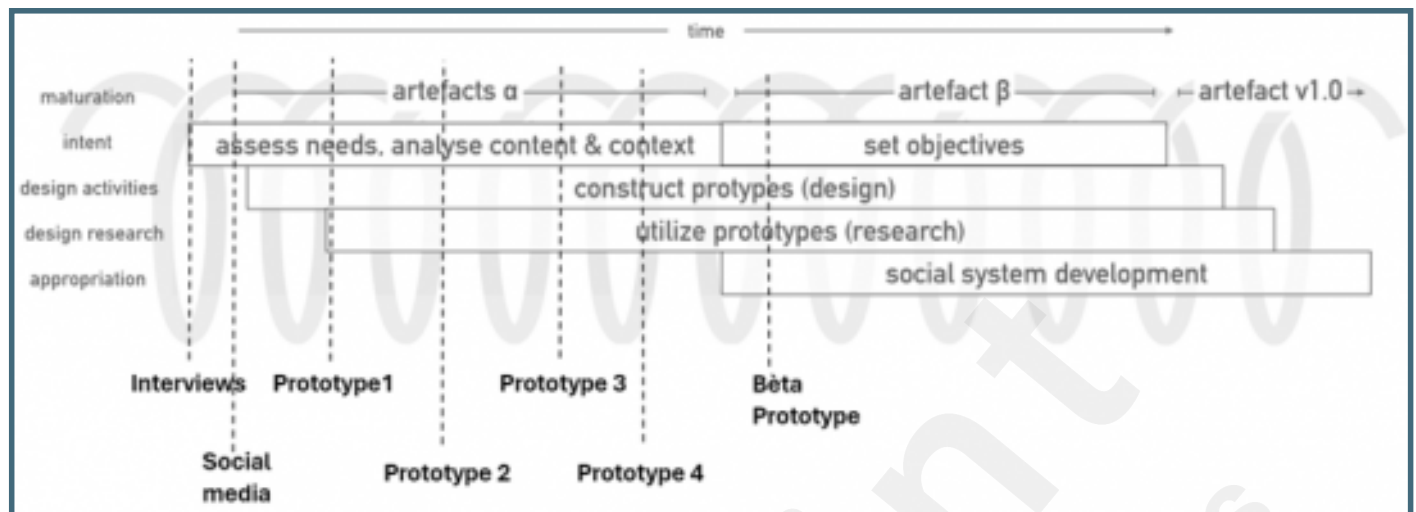 time
maturation
artefacts α
artefact β
artefact v1.0
intent
assess needs, analyse content & context
set objectives
design activities
construct protypes (design)
design research
utilize prototypes (research)
appropriation
social system development
Interviews
Prototype1
Prototype 3
Bèta
Prototype
Social
media
Prototype 2
Prototype 4